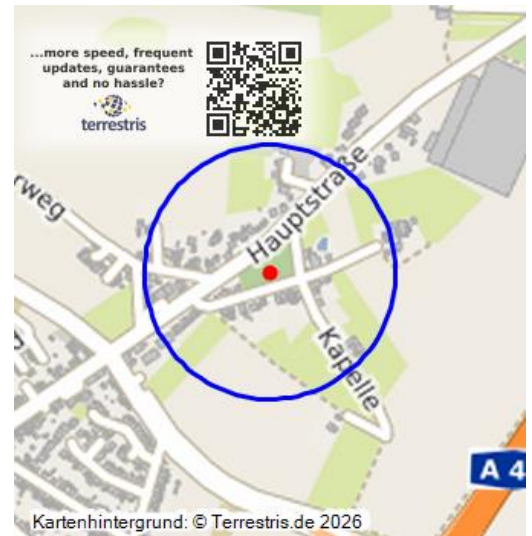 ...more speed, frequent
updates, guarantees
and no hassle?
terrestris
Hauptstraße
rweg
Kapelle
A 4
Kartenhintergrund: © Terrestris.de 2026